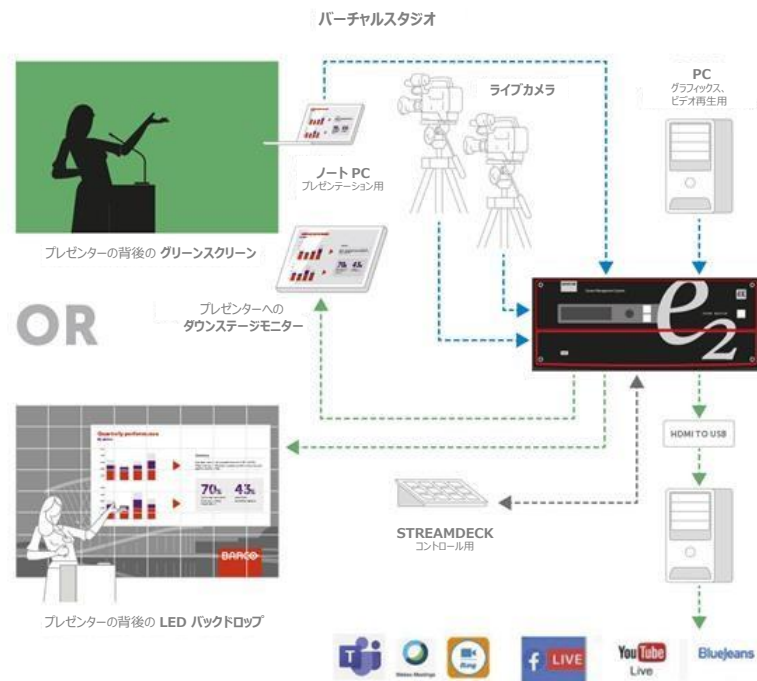 バーチャルスタジオ
ライブカメラ
PC
グラフィックス、
ビデオ再生用
ノート PC
プレゼンテーション用
プレゼンターの背後の グリーンスクリーン
OR
プレゼンターへの
ダウンステージモニター
e2
HDMI TO USB
Quarterly performance
70%
43%
BARCO
STREAMDECK
コントロール用
プレゼンターの背後の LED バックドロップ
T
f LIVE
YouTube
Live
BlueJeans